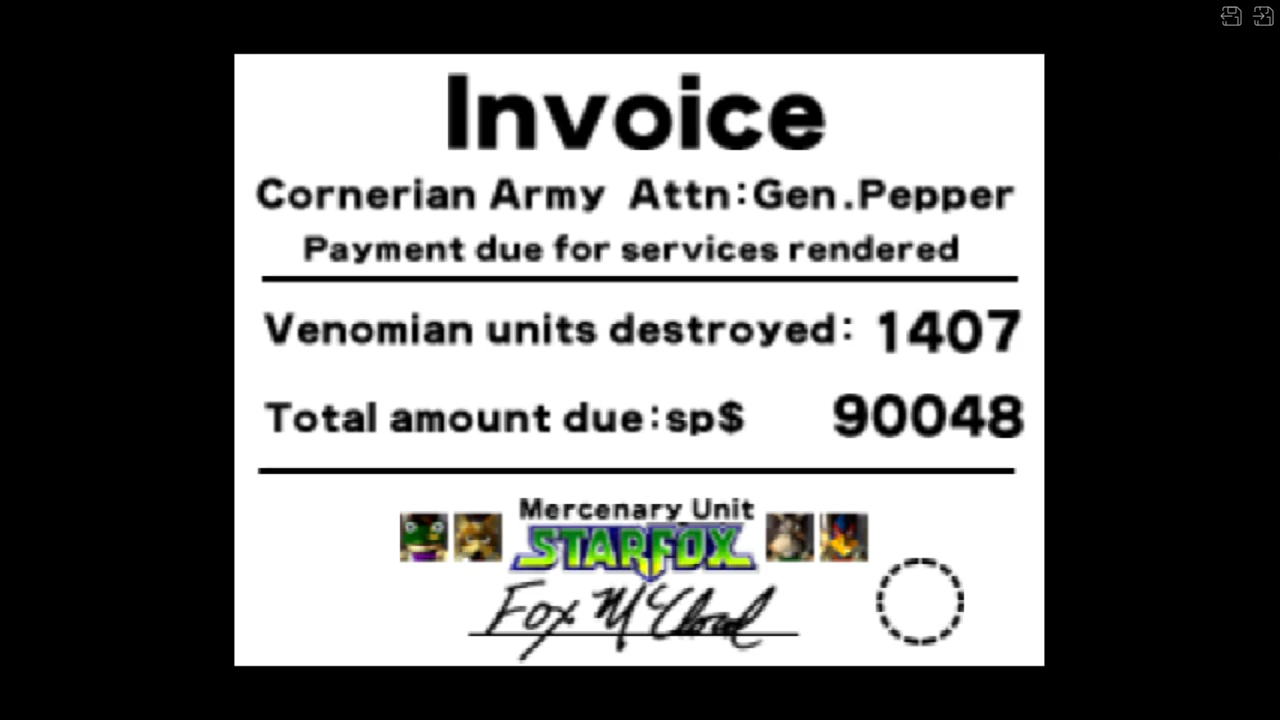 Invoice
Cornerian Army Attn:Gen.Pepper
Payment due for services rendered
Venomian units destroyed: 1407
Total amount due:sp$ 90048
Mercenary Unit
STARFOX
Fox McCloud